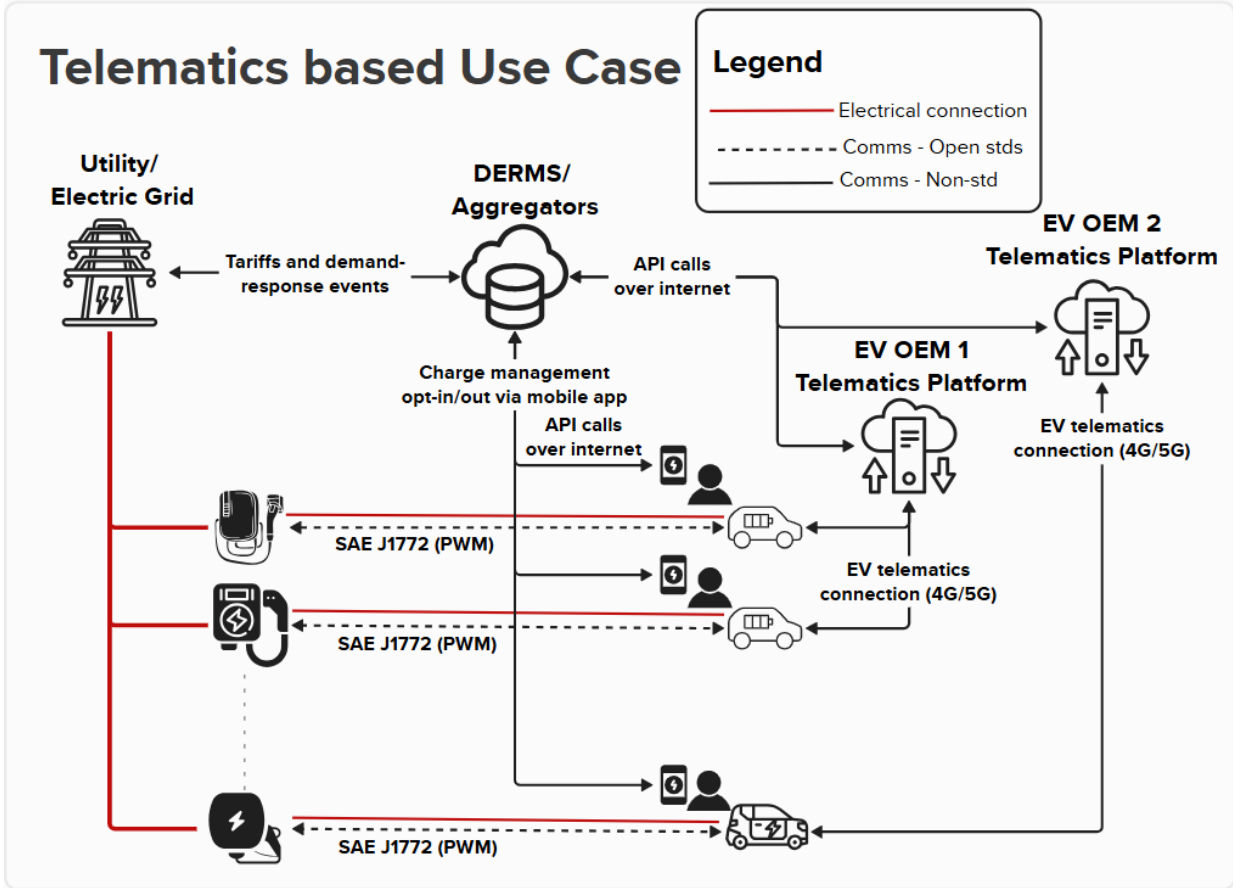 Telematics based Use Case
Legend
Electrical connection
Comms - Open stds
Comms - Non-std
Utility/
Electric Grid
DERMS/
Aggregators
EV OEM 2
Telematics Platform
Tariffs and demand-
response events
API calls
over internet
EV OEM 1
Telematics Platform
Charge management
opt-in/out via mobile app
API calls
over internet
EV telematics
connection (4G/5G)
SAE J1772 (PWM)
EV telematics
connection (4G/5G)
SAE J1772 (PWM)
SAE J1772 (PWM)